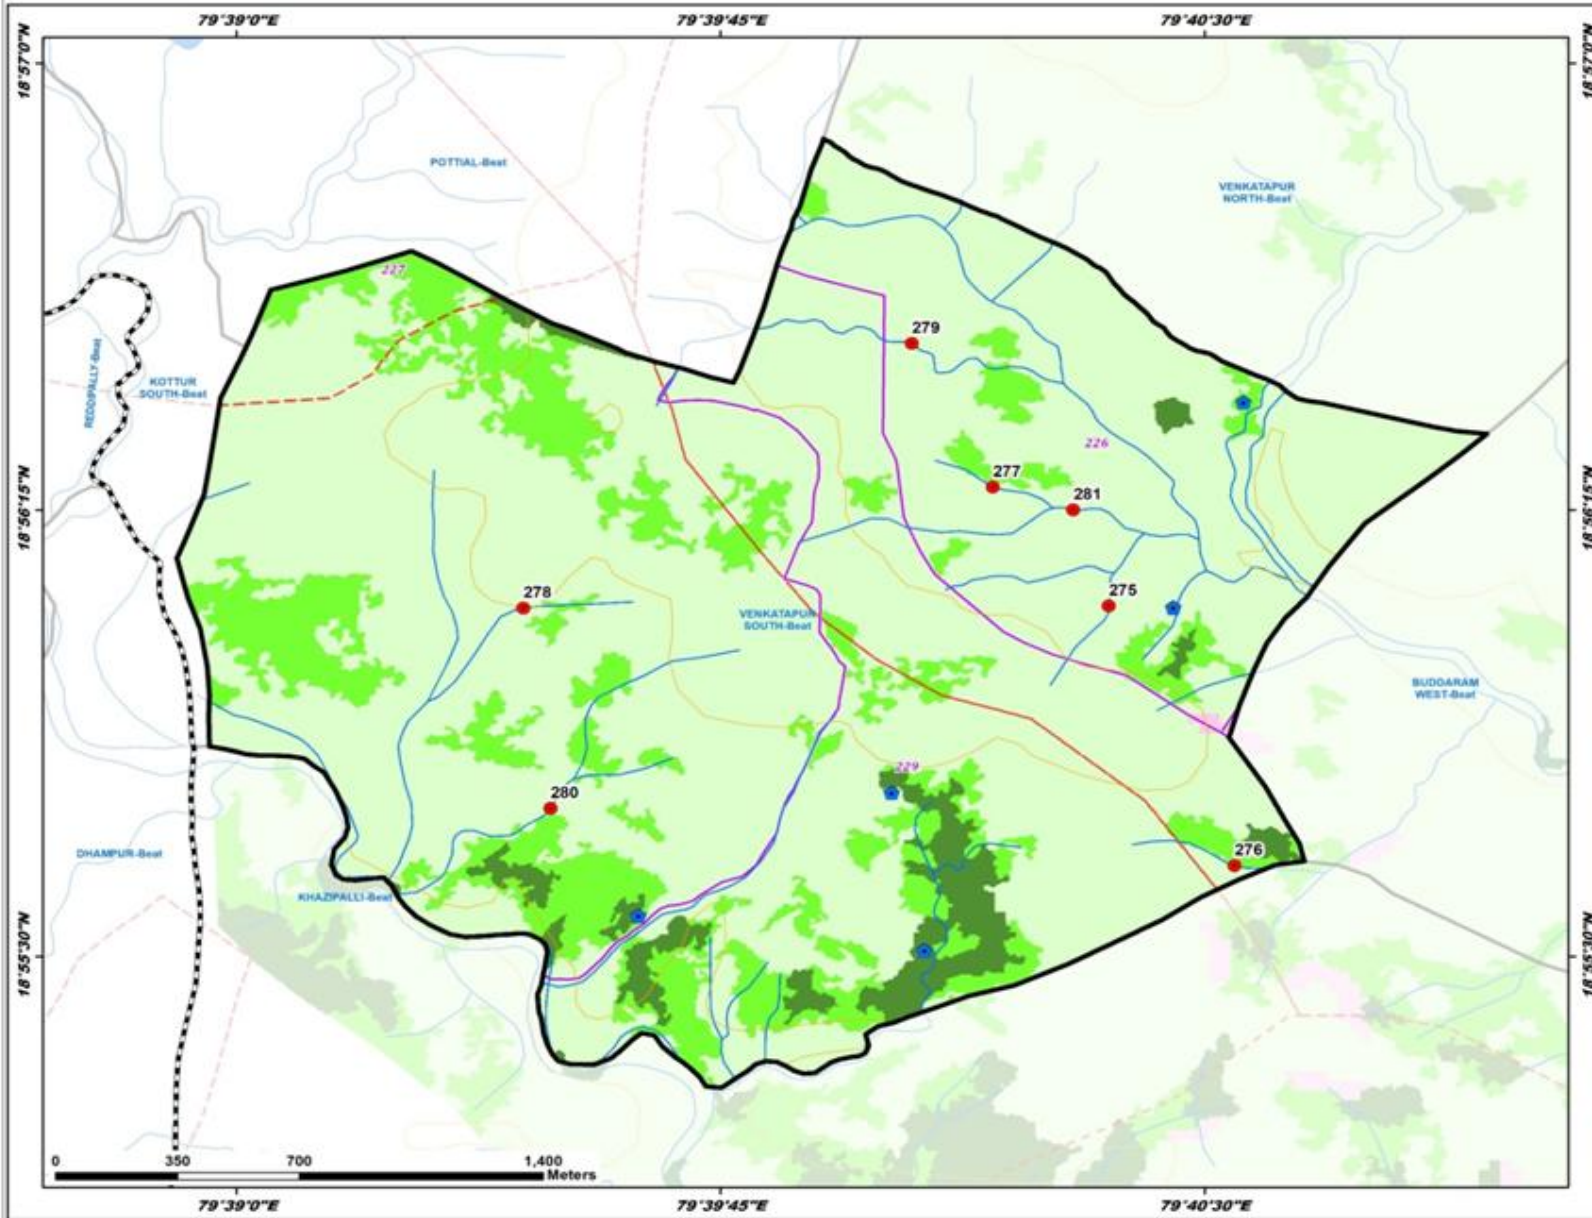 79°39'0"E
79°39'45"E
79°40'30"E
18°57'0"N
18°57'0"N
POTTIAL-Beat
VENKATAPUR
NORTH-Beat
227
279
REDDIPALLY-Beat
KOTTUR
SOUTH-Beat
226
277
281
18°56'15"N
18°56'15"N
278
275
VENKATAPUR
SOUTH-Beat
BUDDARAM
WEST-Beat
229
280
DHAMPUR-Beat
276
KHAZIPALLI-Beat
18°55'30"N
18°55'30"N
0 350 700 1,400
Meters
79°39'0"E
79°39'45"E
79°40'30"E